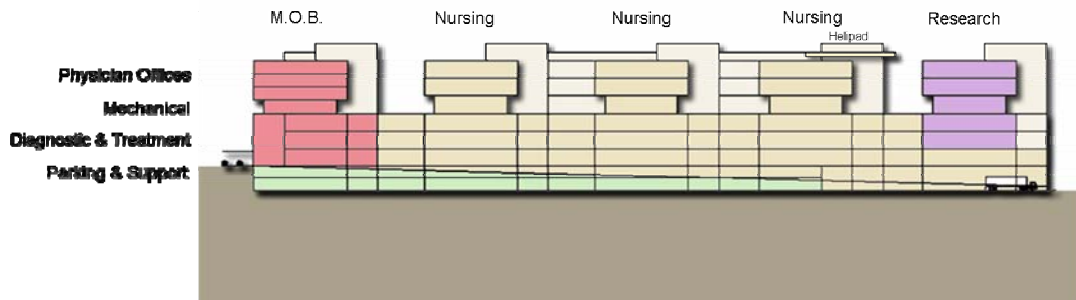 M.O.B.
Nursing
Nursing
Nursing
Research
Helipad
Physician Offices
Mechanical
Diagnostic & Treatment
Parking & Support